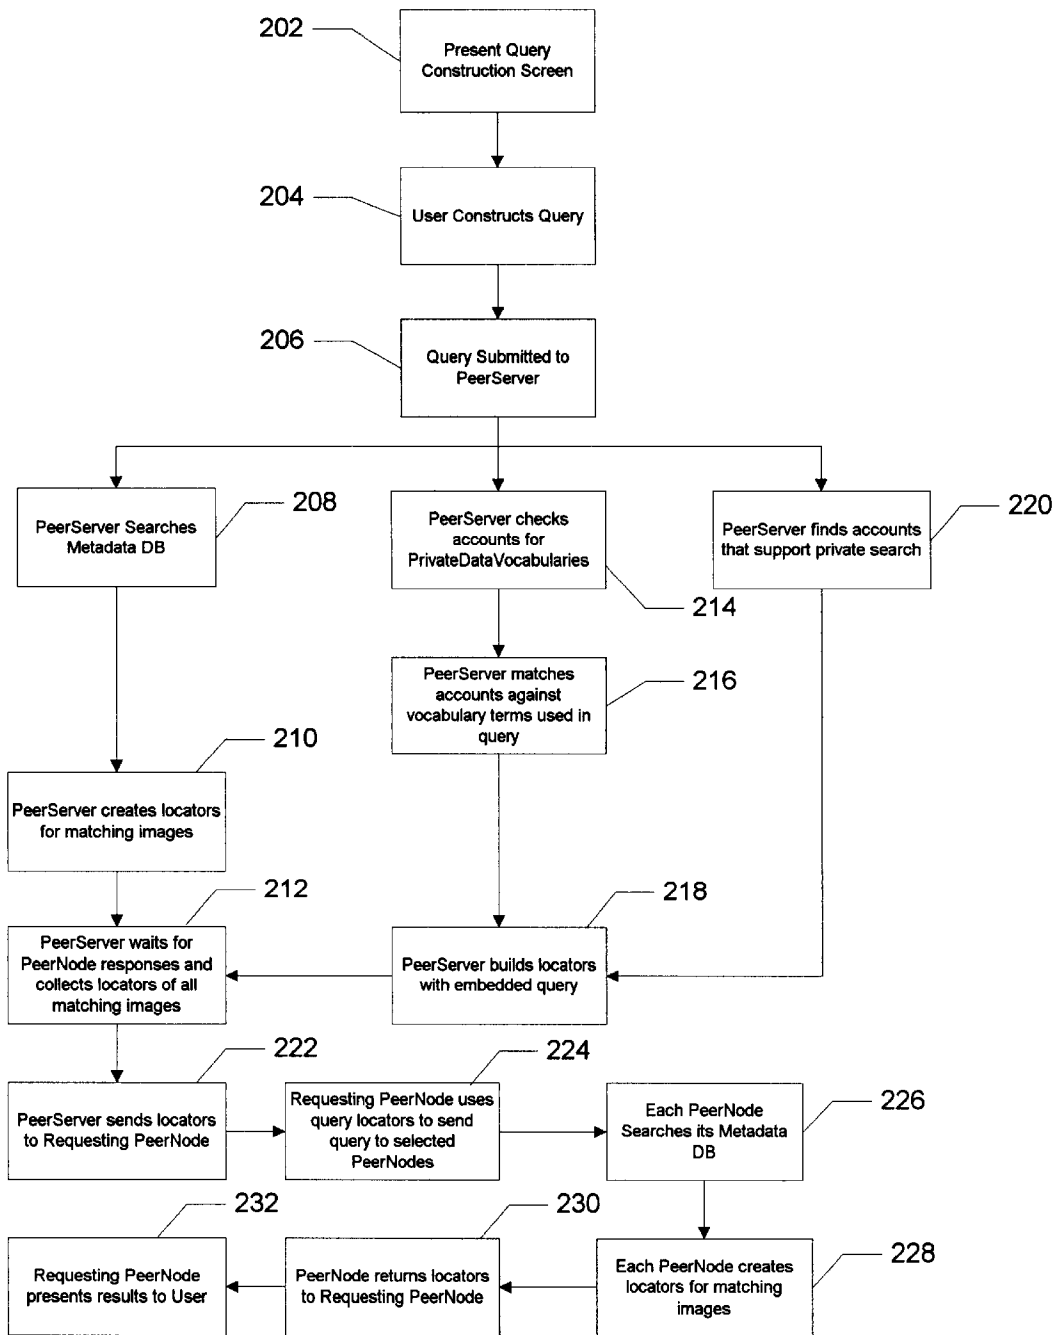 202
Present Query
Construction Screen
204
User Constructs Query
206
Query Submitted to
PeerServer
208
PeerServer Searches
Metadata DB
PeerServer checks
accounts for
PrivateDataVocabularies
214
220
PeerServer finds accounts
that support private search
PeerServer matches
accounts against
vocabulary terms used in
query
216
210
PeerServer creates locators
for matching images
212
PeerServer waits for
PeerNode responses and
collects locators of all
matching images
218
PeerServer builds locators
with embedded query
222
PeerServer sends locators
to Requesting PeerNode
224
Requesting PeerNode uses
query locators to send
query to selected
PeerNodes
226
Each PeerNode
Searches its Metadata
DB
232
Requesting PeerNode
presents results to User
230
PeerNode returns locators
to Requesting PeerNode
228
Each PeerNode creates
locators for matching
images